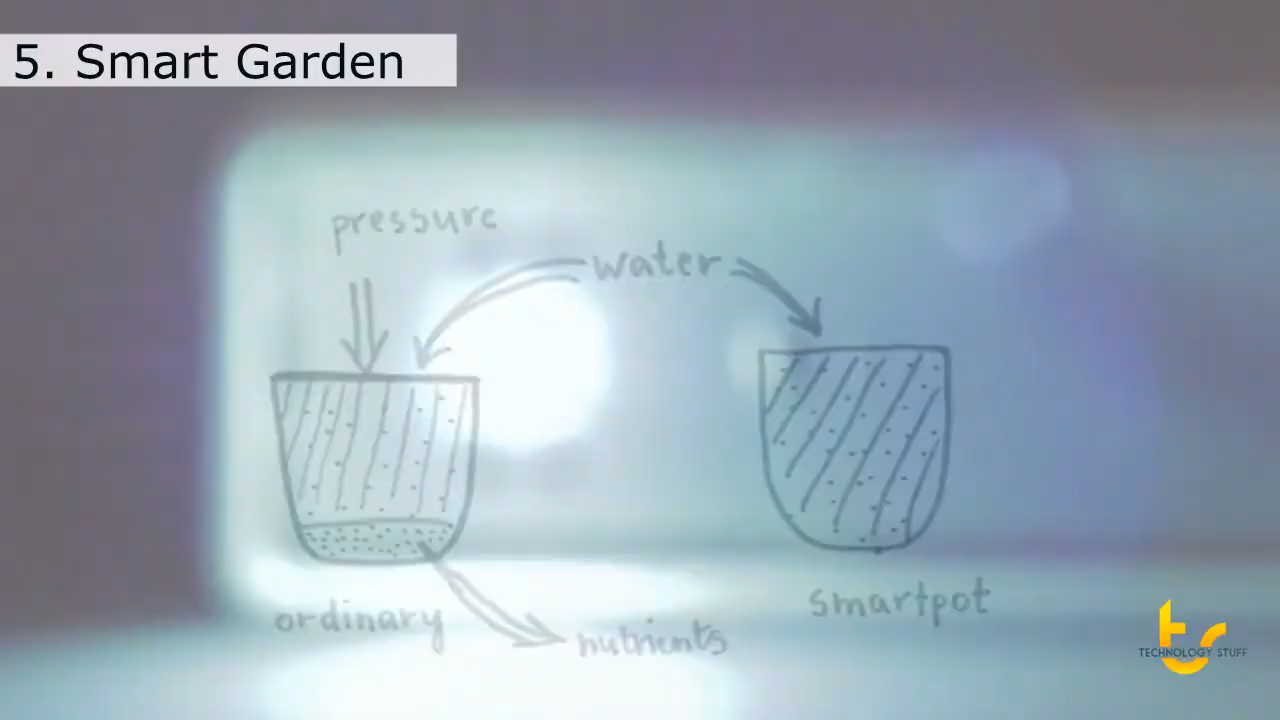 5. Smart Garden
pressure
water
ordinary
smartpot
nutrients
TECHNOLOGY STUFF